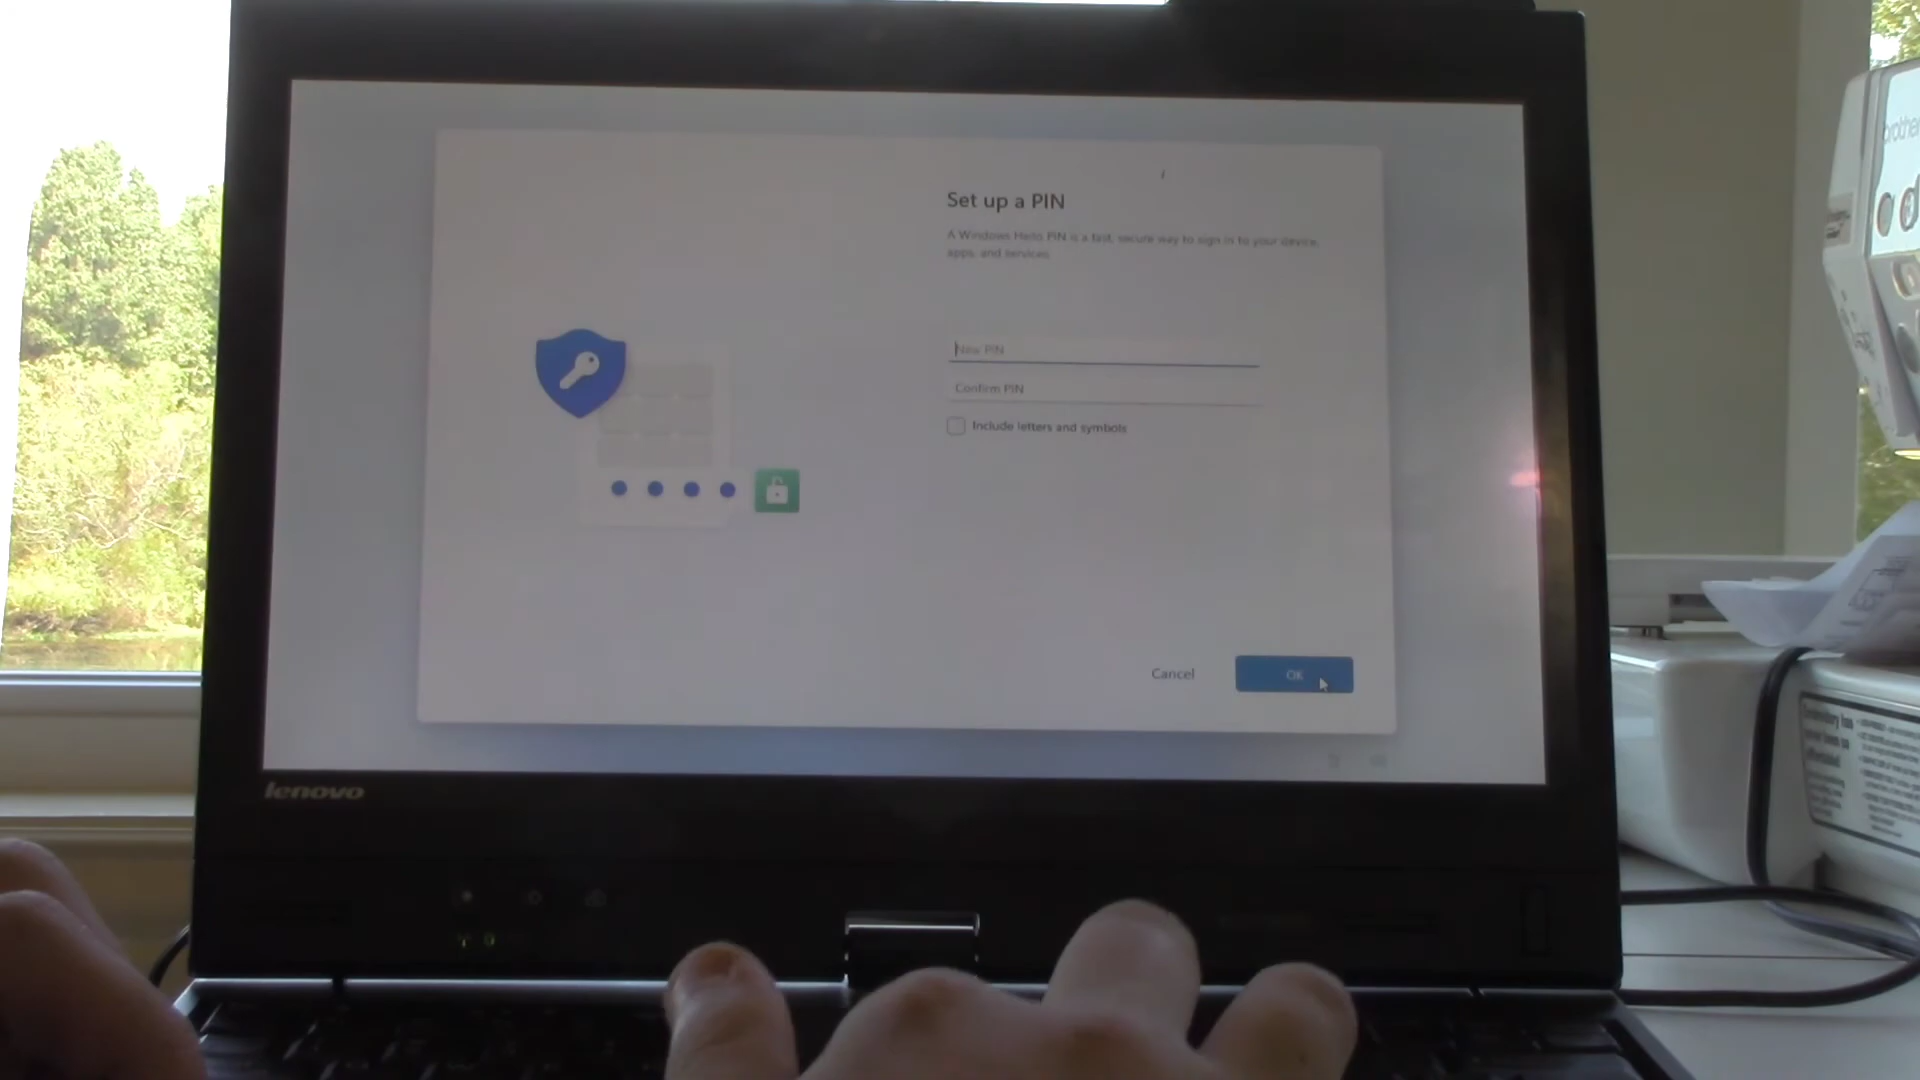 brother
Set up a PIN
A Windows Hello PIN is a fast, secure way to sign in to your device,
apps, and services.
New PIN
Confirm PIN
Include letters and symbols
Cancel
OK
lenovo